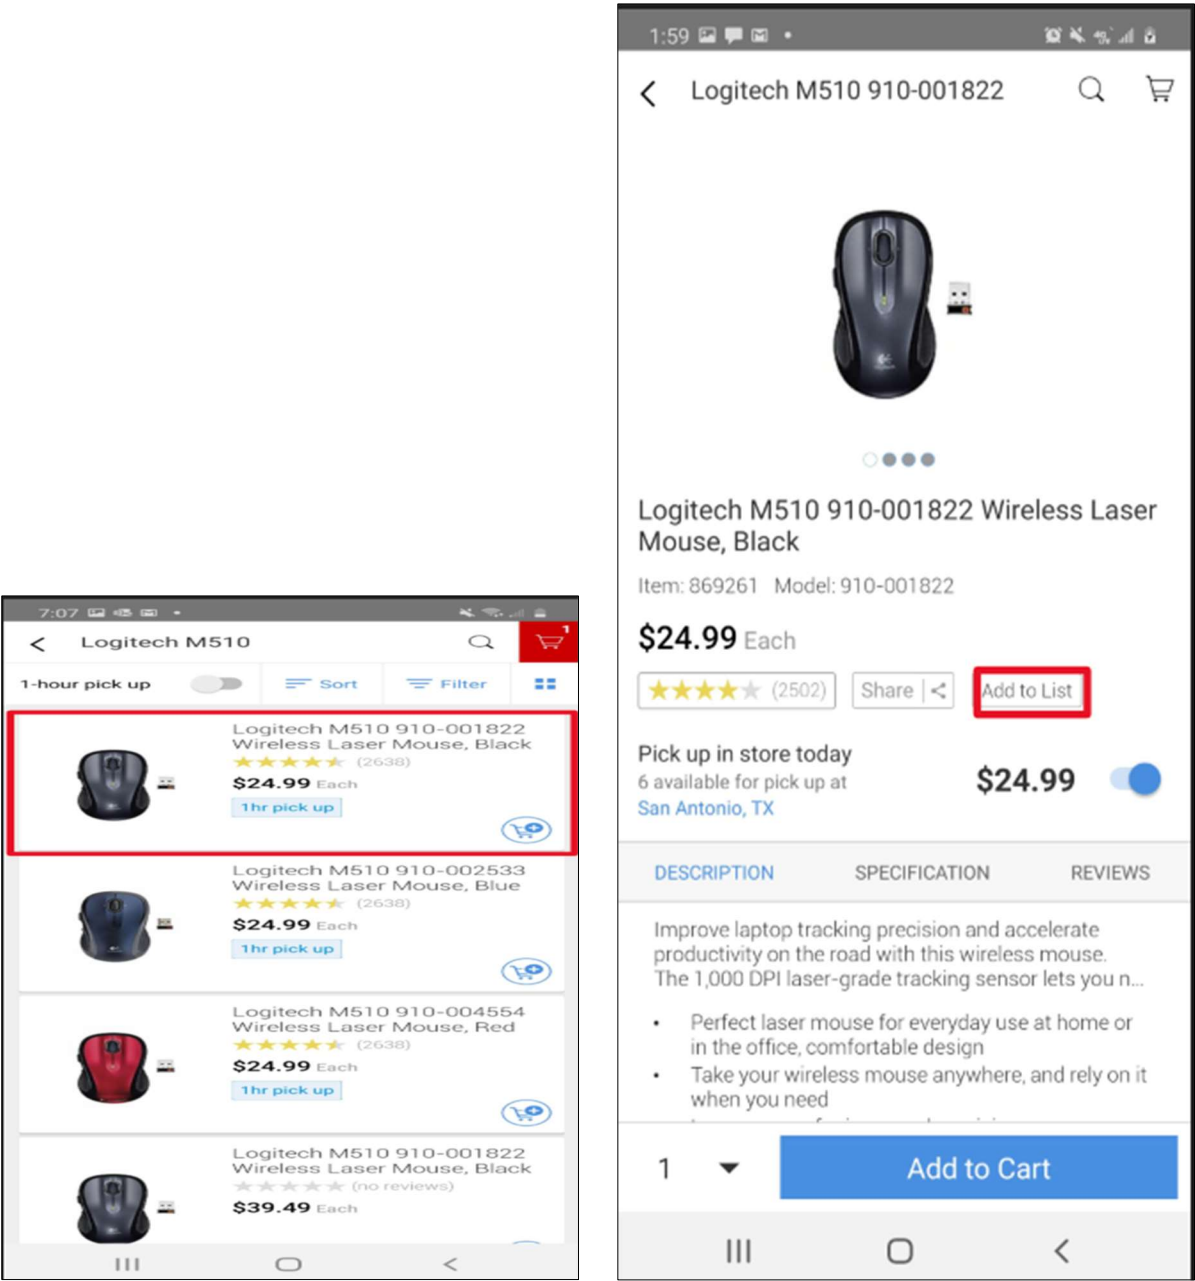 7:07
Logitech M510
1
1-hour pick up
Sort
Filter
Logitech M510 910-001822
Wireless Laser Mouse, Black
(2638)
$24.99 Each
1hr pick up
Logitech M510 910-002533
Wireless Laser Mouse, Blue
(2638)
$24.99 Each
1hr pick up
Logitech M510 910-004554
Wireless Laser Mouse, Red
(2638)
$24.99 Each
1hr pick up
Logitech M510 910-001822
Wireless Laser Mouse, Black
(no reviews)
$39.49 Each
1:59
Logitech M510 910-001822
Logitech M510 910-001822 Wireless Laser
Mouse, Black
Item: 869261 Model: 910-001822
$24.99 Each
(2502) Share Add to List
Pick up in store today
6 available for pick up at
San Antonio, TX
$24.99
DESCRIPTION SPECIFICATION REVIEWS
Improve laptop tracking precision and accelerate
productivity on the road with this wireless mouse.
The 1,000 DPI laser-grade tracking sensor lets you n...
• Perfect laser mouse for everyday use at home or
in the office, comfortable design
• Take your wireless mouse anywhere, and rely on it
when you need
1 Add to Cart